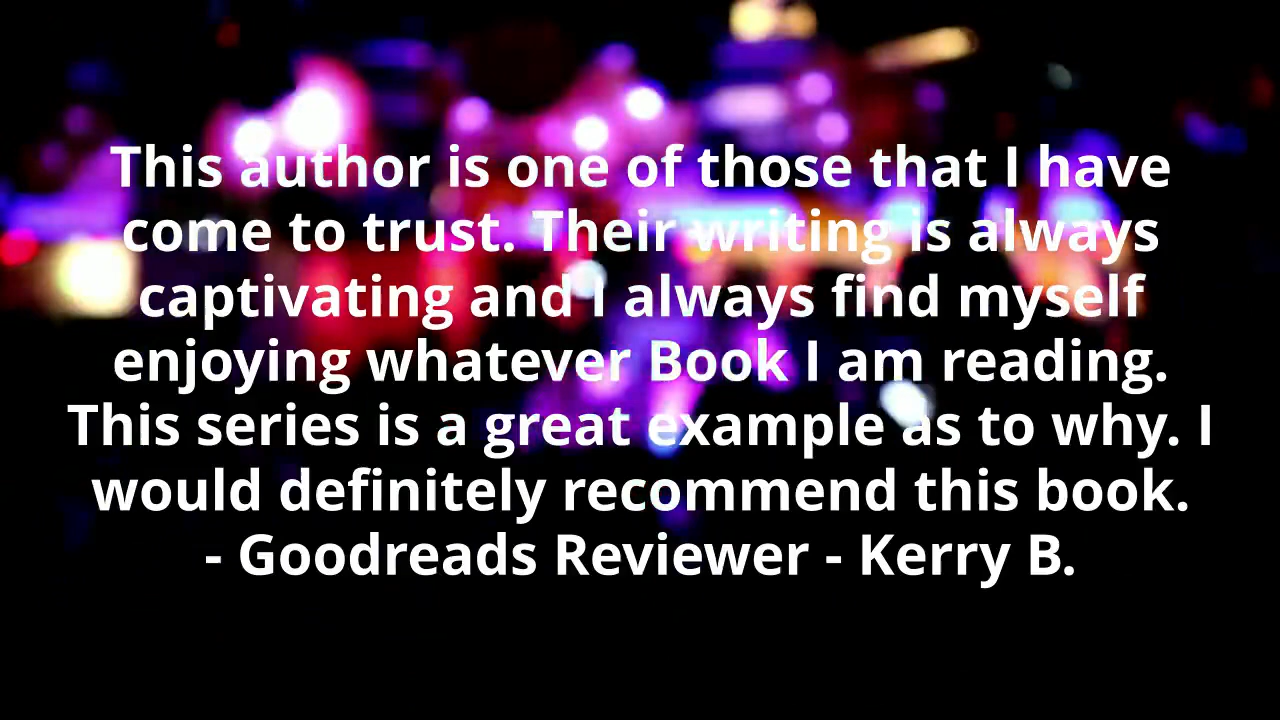 This author is one of those that I have
come to trust. Their writing is always
captivating and I always find myself
enjoying whatever Book I am reading.
This series is a great example as to why. I
would definitely recommend this book.
- Goodreads Reviewer - Kerry B.